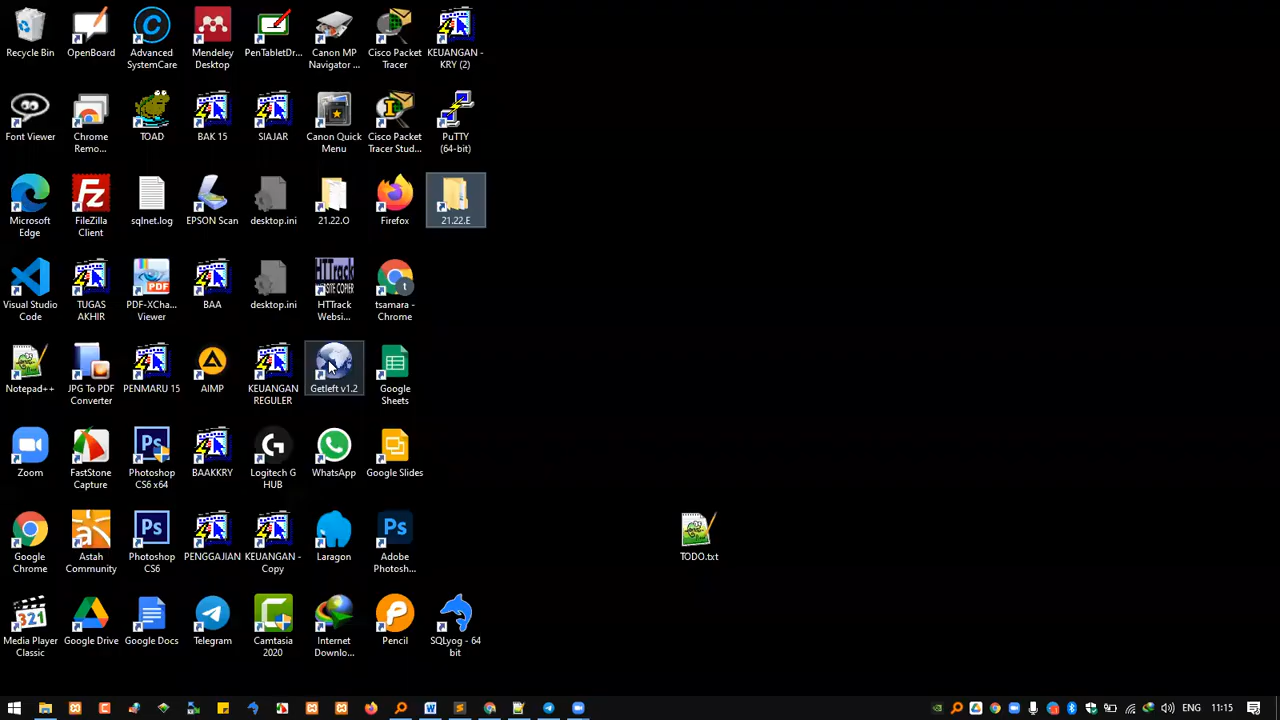 Recycle Bin
OpenBoard
Advanced
SystemCare
Mendeley
Desktop
PenTabletDr...
Canon MP
Navigator ...
Cisco Packet
Tracer
KEUANGAN -
KRY (2)
Font Viewer
Chrome
Remo...
TOAD
BAK 15
SIAJAR
Canon Quick
Menu
Cisco Packet
Tracer Stud...
PuTTY
(64-bit)
Microsoft
Edge
FileZilla
Client
sqlnet.log
EPSON Scan
desktop.ini
21.22.O
Firefox
21.22.E
Visual Studio
Code
TUGAS
AKHIR
PDF-XCha...
Viewer
BAA
desktop.ini
HTTrack
Websi...
tsamara -
Chrome
Notepad++
JPG To PDF
Converter
PENMARU 15
AIMP
KEUANGAN
REGULER
Getleft v1.2
Google
Sheets
Zoom
FastStone
Capture
Photoshop
CS6 x64
BAAKKRY
Logitech G
HUB
WhatsApp
Google Slides
Google
Chrome
Astah
Community
Photoshop
CS6
PENGGAJIAN
KEUANGAN -
Copy
Laragon
Adobe
Photosh...
TODO.txt
Media Player
Classic
Google Drive
Google Docs
Telegram
Camtasia
2020
Internet
Downlo...
Pencil
SQLyog - 64
bit
ENG
11:15